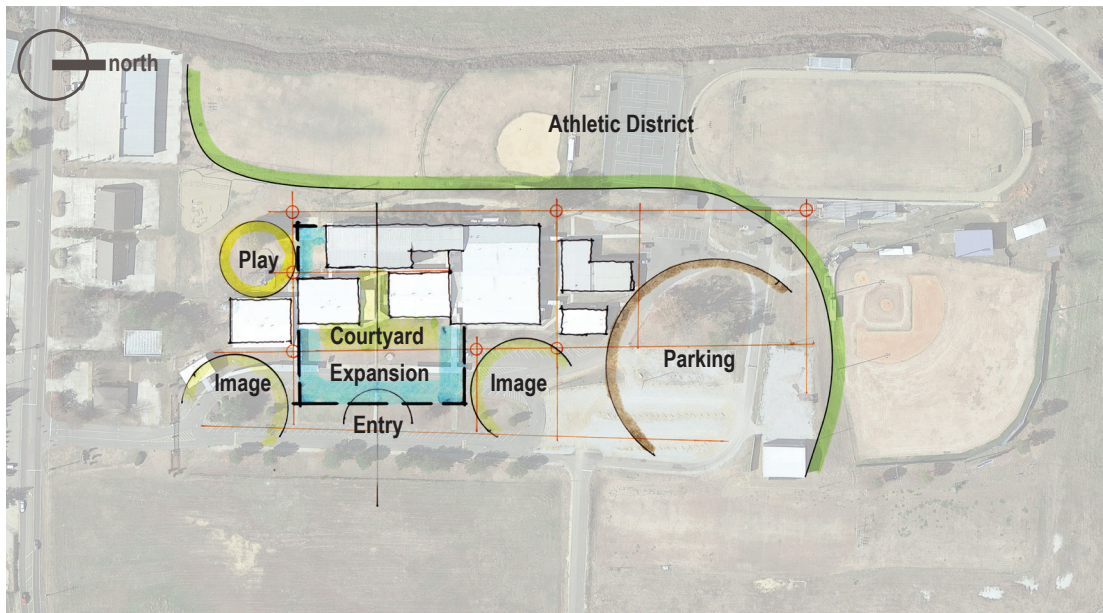 north
Athletic District
Play
Courtyard
Parking
Expansion
Image
Image
Entry